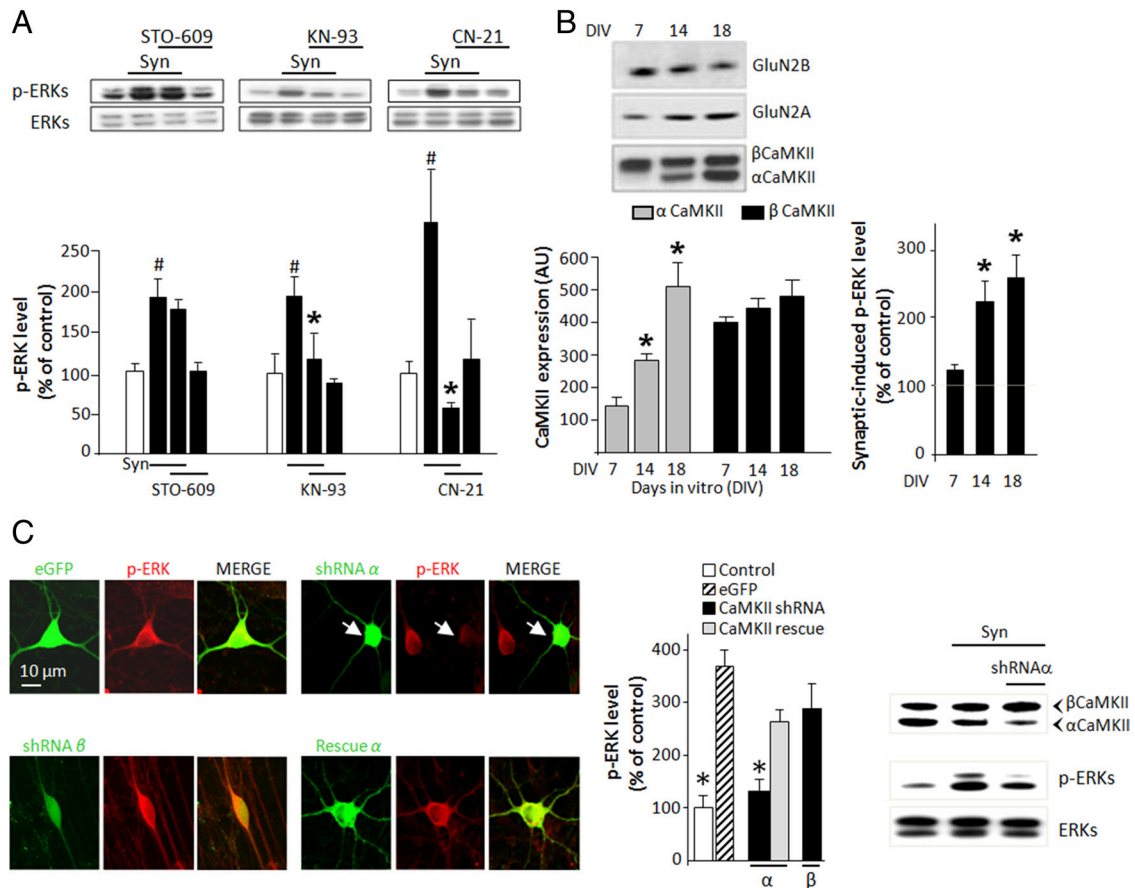 A
STO-609 KN-93 CN-21
Syn Syn Syn
p-ERKs
ERKs
p-ERK level
(% of control)
250
200
150
100
50
0
#
#
*
#
*
Syn
STO-609 KN-93 CN-21
B
DIV 7 14 18
GluN2B
GluN2A
βCaMKII
αCaMKII
α CaMKII β CaMKII
CaMKII expression (AU)
600
500
400
300
200
100
*
*
DIV 7 14 18 7 14 18
Days in vitro (DIV)
Synaptic-induced p-ERK level
(% of control)
300
200
100
0
*
*
DIV 7 14 18
C
eGFP p-ERK MERGE shRNA α p-ERK MERGE
10 µm
shRNA β Rescue α
Control
eGFP
CaMKII shRNA
CaMKII rescue
p-ERK level
(% of control)
400
300
200
100
0
*
*
α β
Syn
shRNAα
βCaMKII
αCaMKII
p-ERKs
ERKs